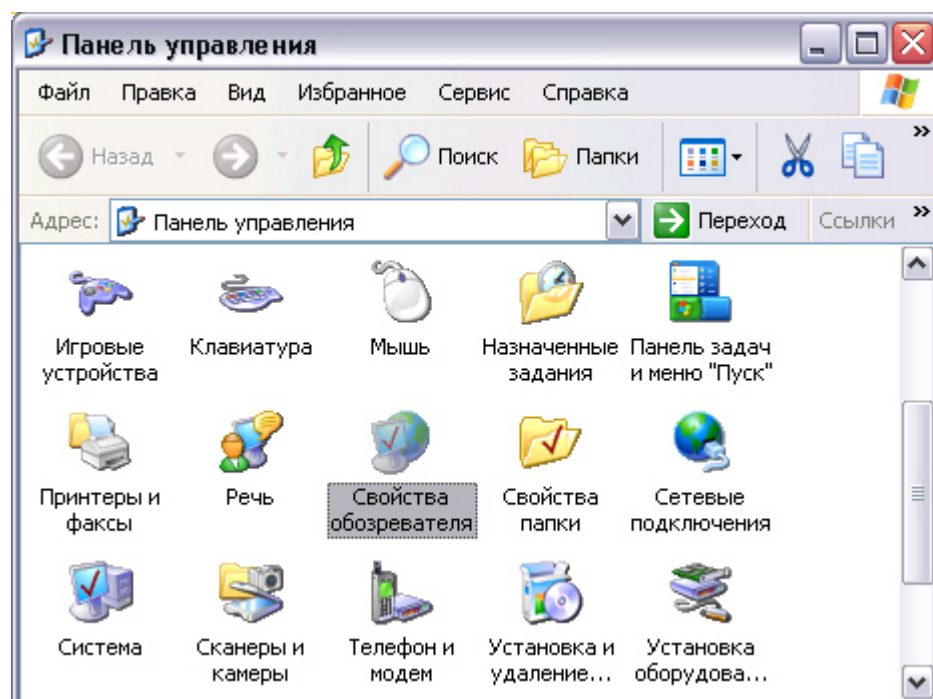 Панель управления
Файл Правка Вид Избранное Сервис Справка
Назад Поиск Папки »
Адрес: Панель управления Переход Ссылки »
Игровые устройства
Клавиатура
Мышь
Назначенные задания
Панель задач и меню "Пуск"
Принтеры и факсы
Речь
Свойства обозревателя
Свойства папки
Сетевые подключения
Система
Сканеры и камеры
Телефон и модем
Установка и удаление...
Установка оборудова...